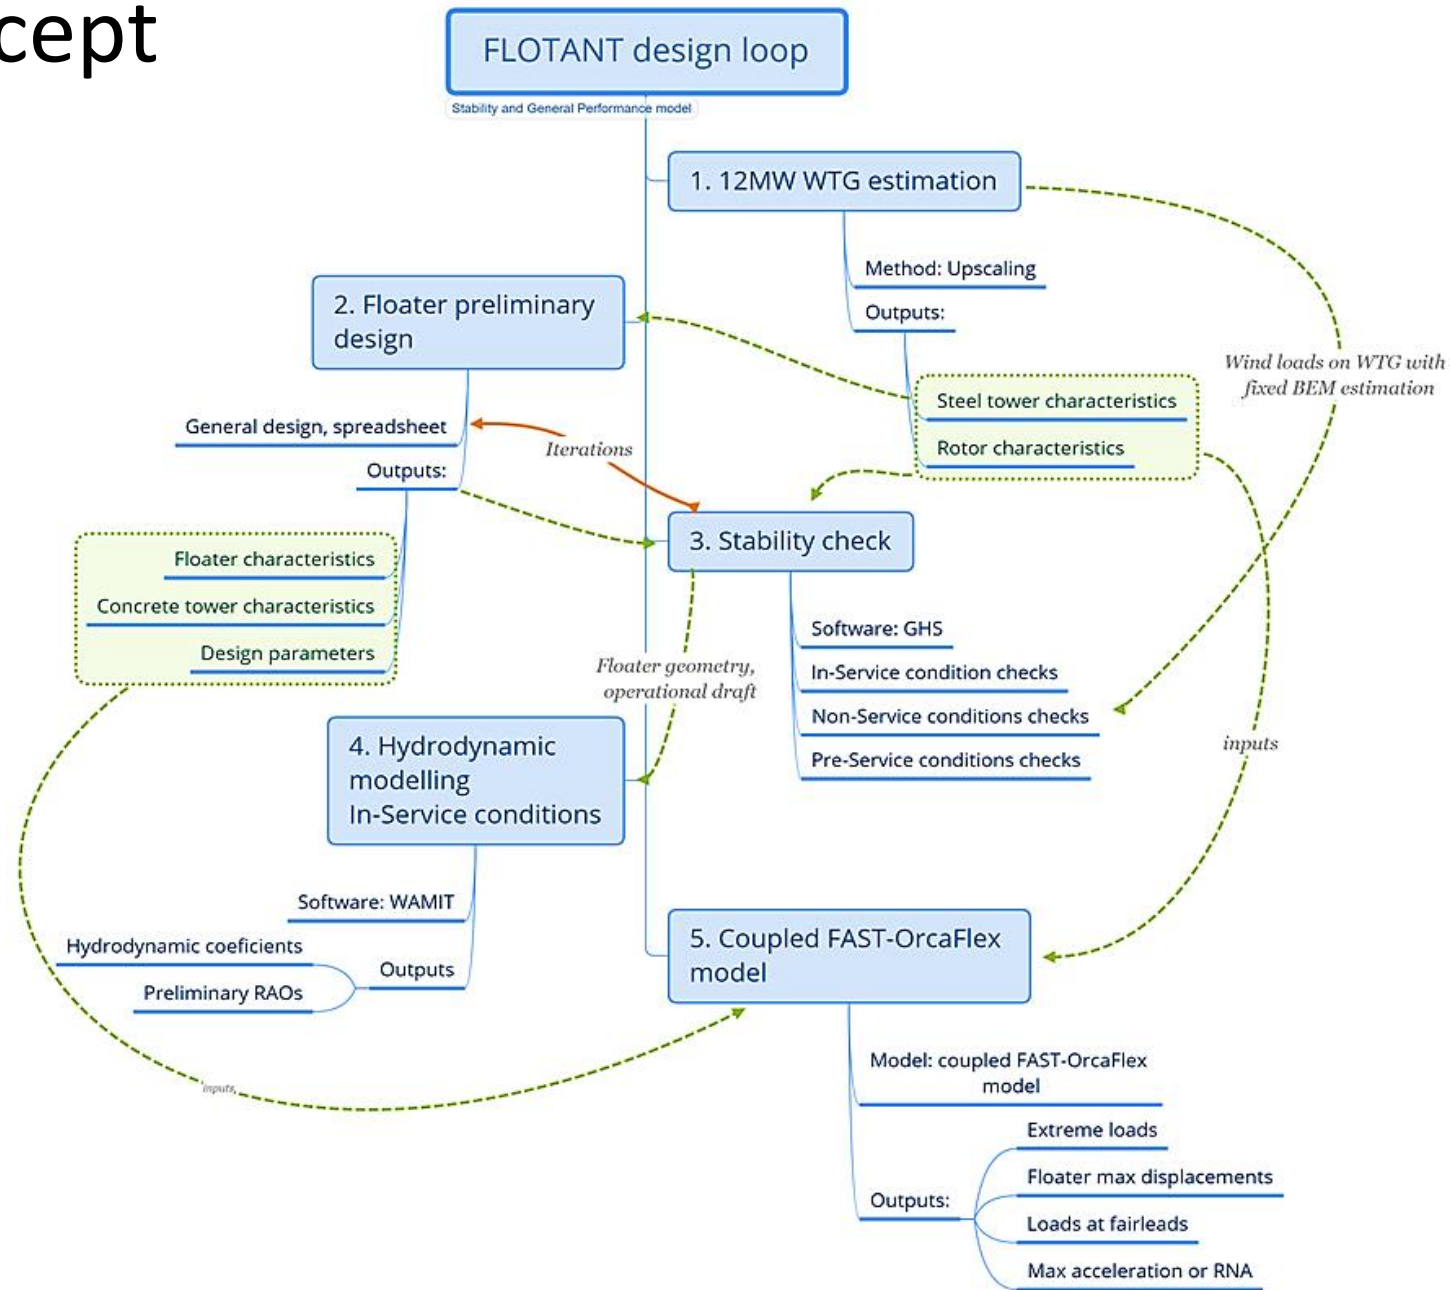 cept
FLOTANT design loop
Stability and General Performance model
1. 12MW WTG estimation
Method: Upscaling
Outputs:
Steel tower characteristics
Rotor characteristics
Wind loads on WTG with
fixed BEM estimation
2. Floater preliminary
design
General design, spreadsheet
Outputs:
Floater characteristics
Concrete tower characteristics
Design parameters
Iterations
3. Stability check
Software: GHS
In-Service condition checks
Non-Service conditions checks
Pre-Service conditions checks
Floater geometry,
operational draft
inputs
4. Hydrodynamic
modelling
In-Service conditions
Software: WAMIT
Outputs
Hydrodynamic coeficients
Preliminary RAOs
inputs
5. Coupled FAST-OrcaFlex
model
Model: coupled FAST-OrcaFlex
model
Outputs:
Extreme loads
Floater max displacements
Loads at fairleads
Max acceleration or RNA